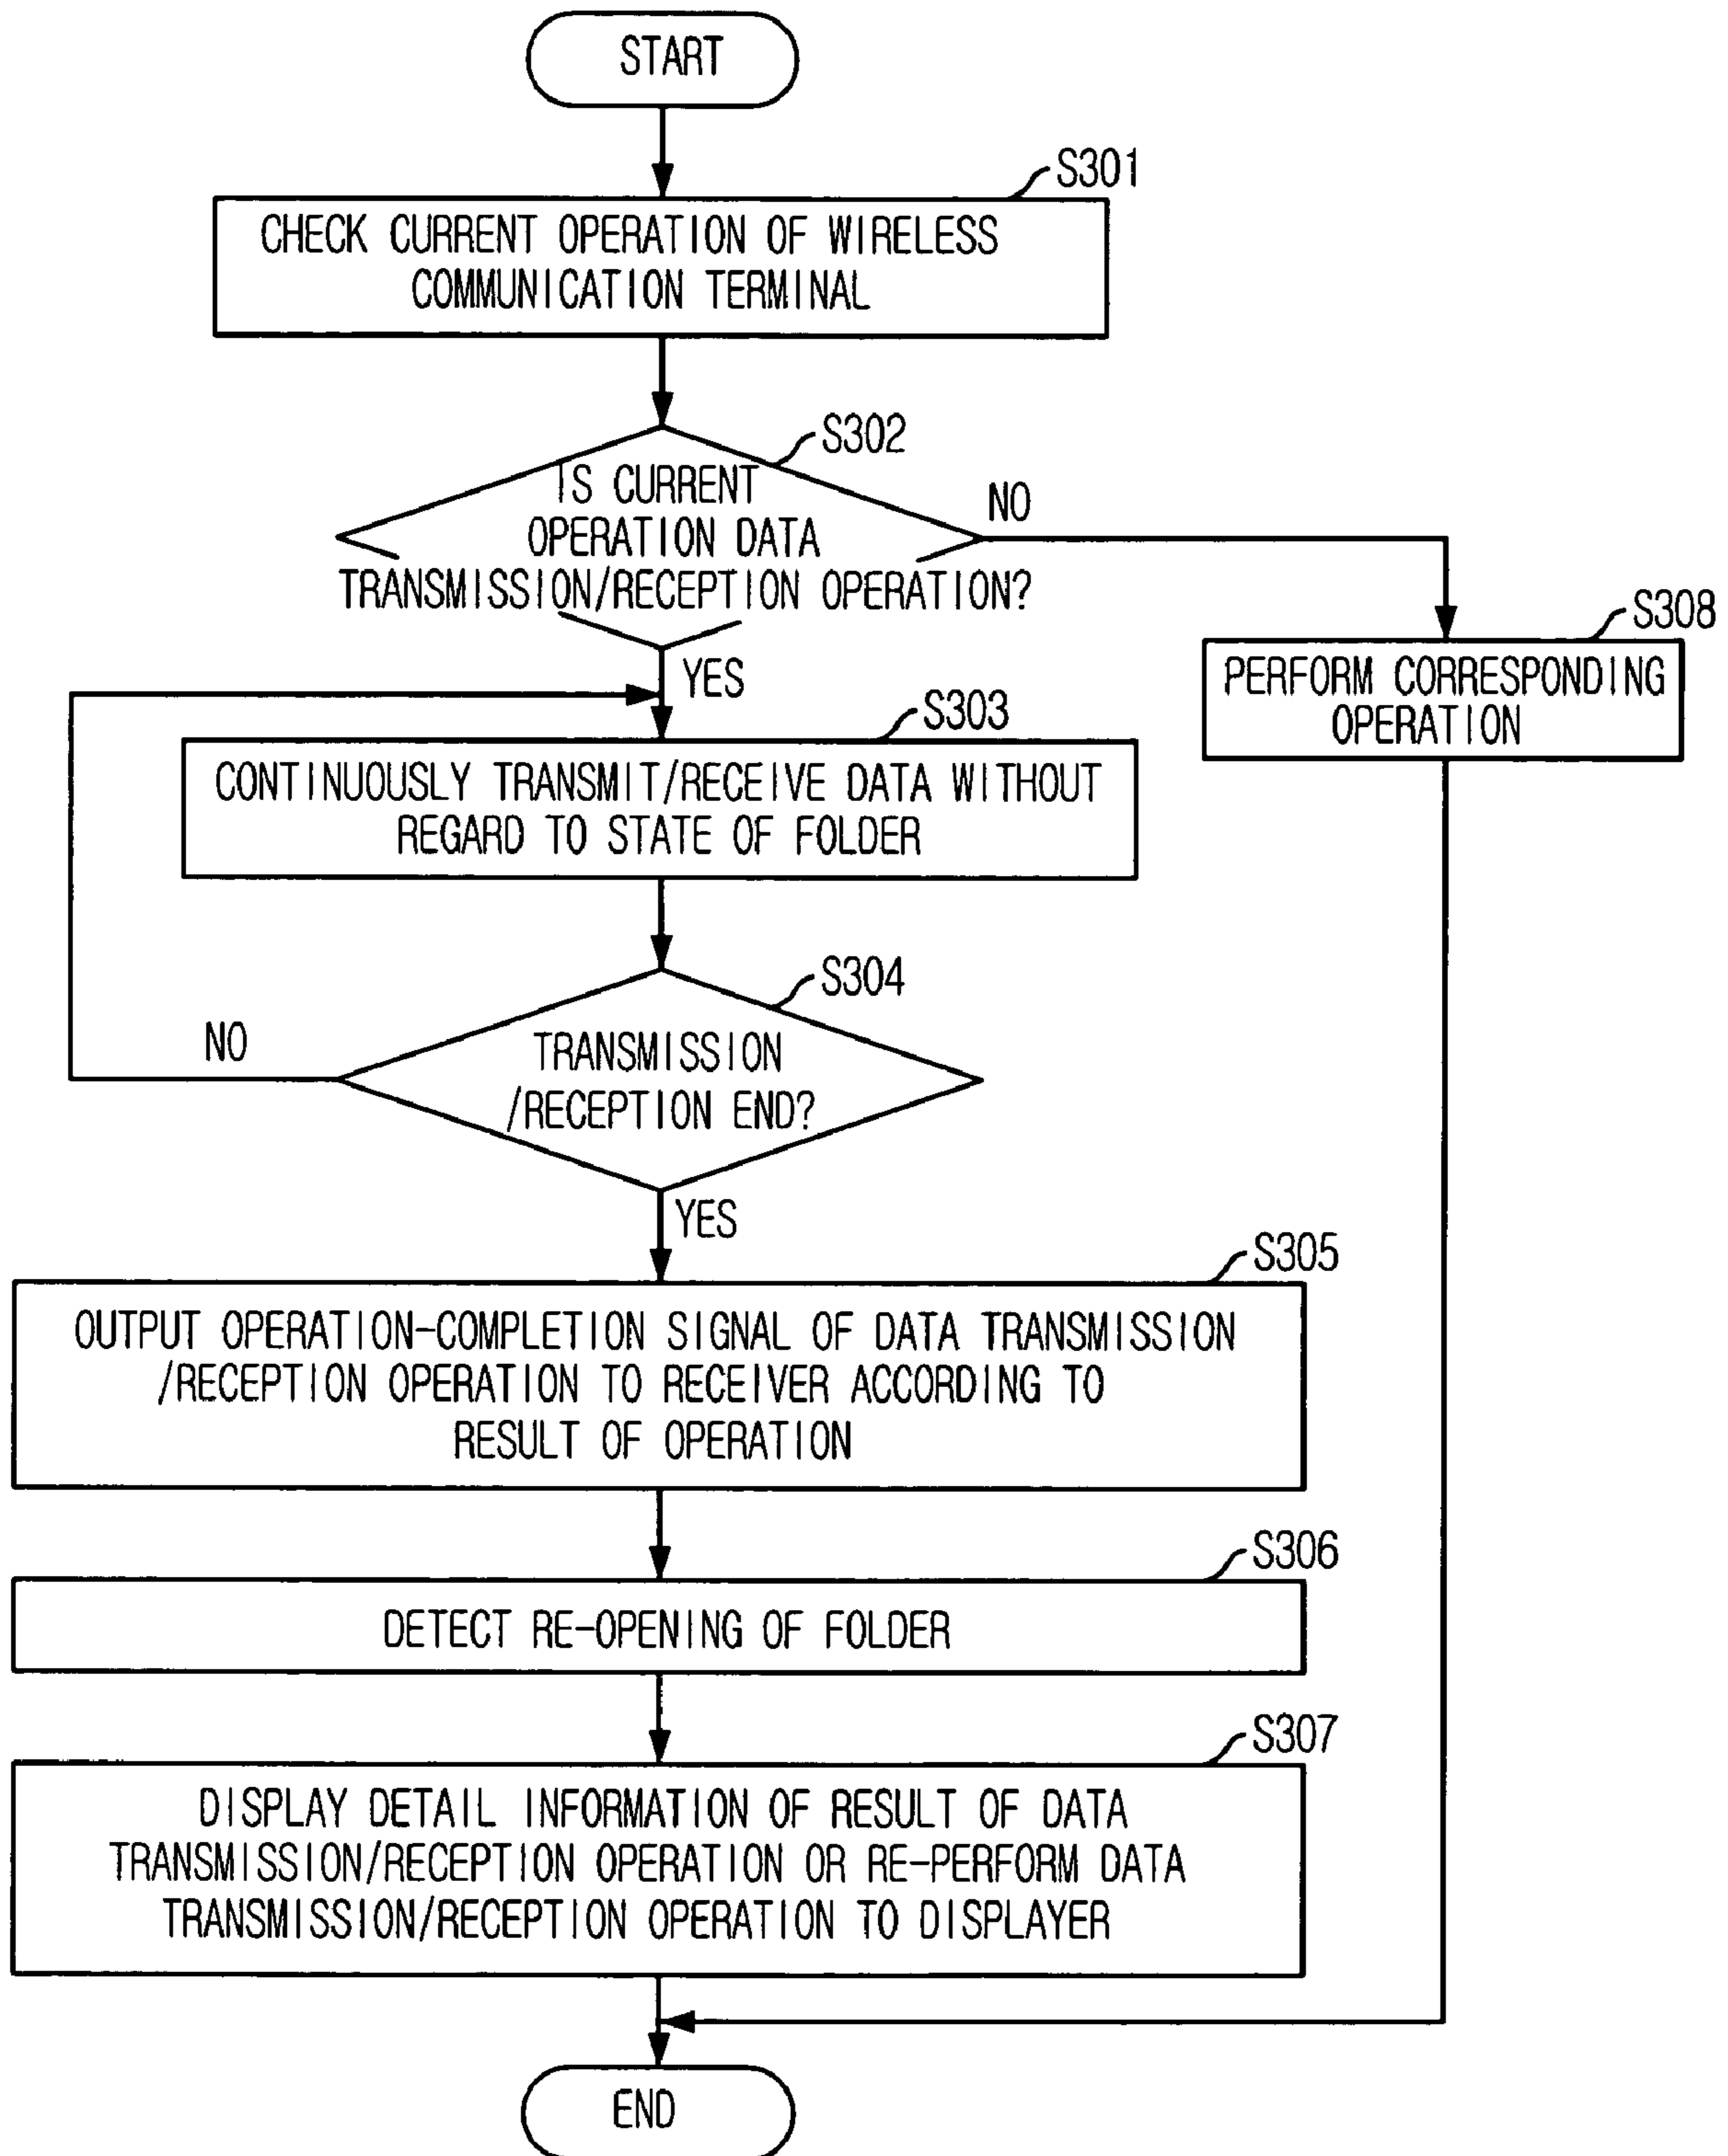 START
S301
CHECK CURRENT OPERATION OF WIRELESS
COMMUNICATION TERMINAL
S302
IS CURRENT
OPERATION DATA
TRANSMISSION/RECEPTION OPERATION?
NO
YES
S308
PERFORM CORRESPONDING
OPERATION
S303
CONTINUOUSLY TRANSMIT/RECEIVE DATA WITHOUT
REGARD TO STATE OF FOLDER
S304
TRANSMISSION
/RECEPTION END?
NO
YES
S305
OUTPUT OPERATION-COMPLETION SIGNAL OF DATA TRANSMISSION
/RECEPTION OPERATION TO RECEIVER ACCORDING TO
RESULT OF OPERATION
S306
DETECT RE-OPENING OF FOLDER
S307
DISPLAY DETAIL INFORMATION OF RESULT OF DATA
TRANSMISSION/RECEPTION OPERATION OR RE-PERFORM DATA
TRANSMISSION/RECEPTION OPERATION TO DISPLAYER
END